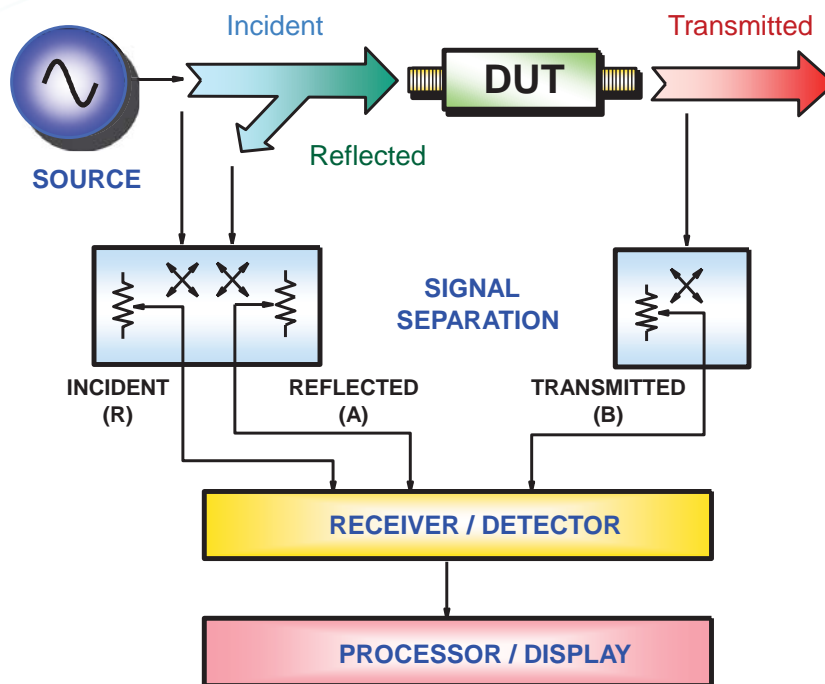 Incident
Transmitted
DUT
Reflected
SOURCE
SIGNAL
SEPARATION
INCIDENT
(R)
REFLECTED
(A)
TRANSMITTED
(B)
RECEIVER / DETECTOR
PROCESSOR / DISPLAY